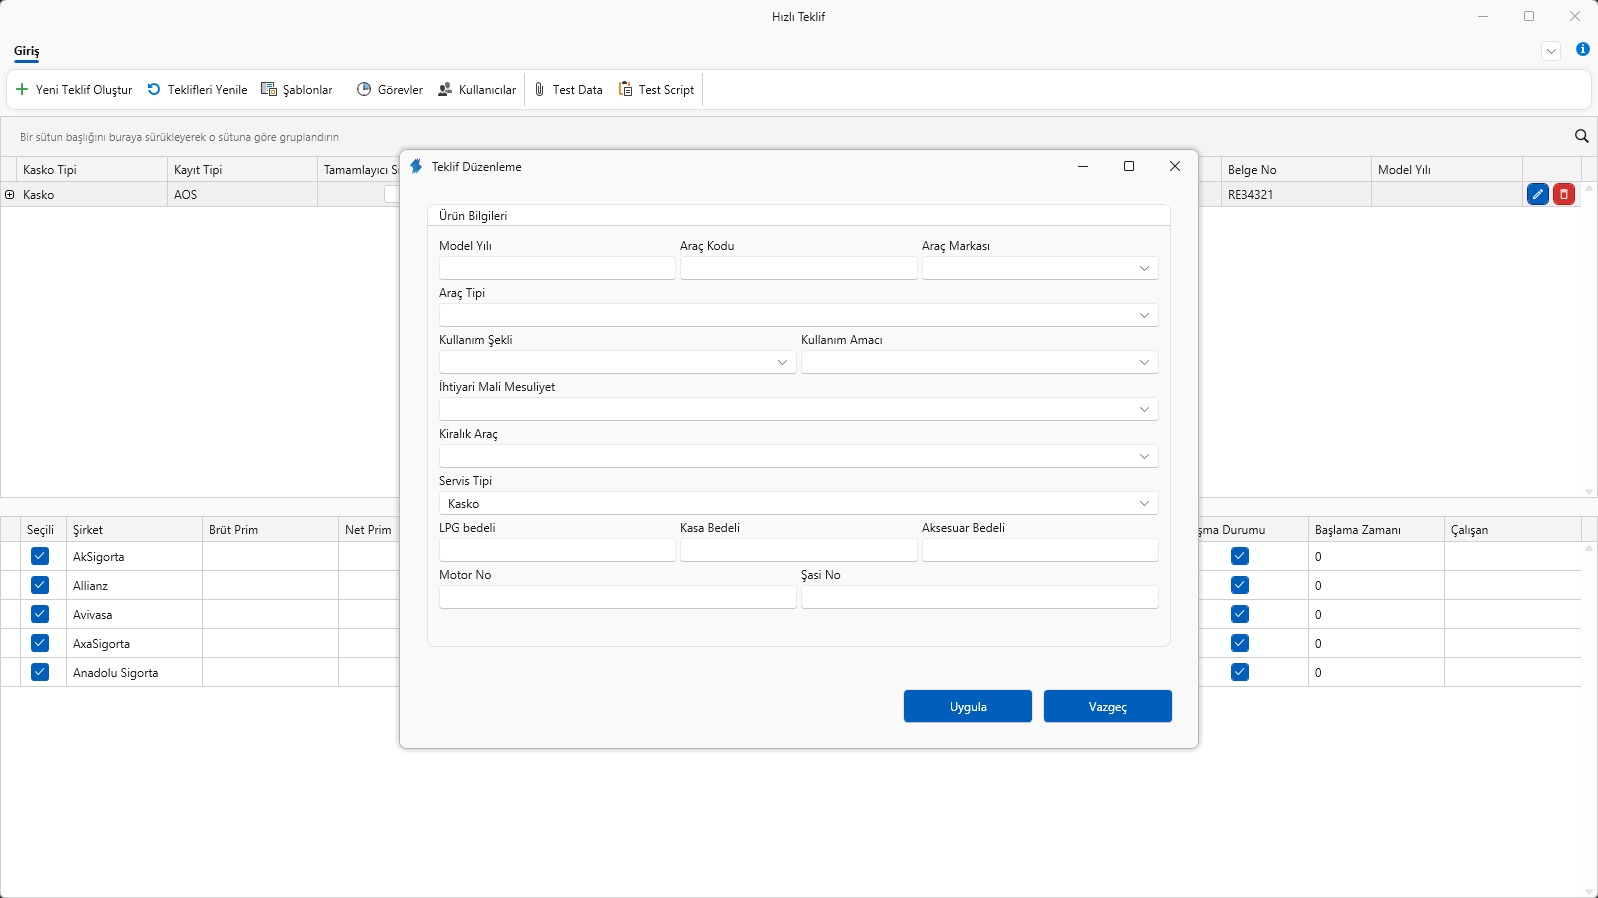 Hızlı Teklif
Giriş
Yeni Teklif Oluştur Teklifleri Yenile Şablonlar Görevler Kullanıcılar Test Data Test Script
Bir sütun başlığını buraya sürükleyerek o sütuna göre gruplandırın
Kasko Tipi Kayıt Tipi Tamamlayıcı Belge No Model Yılı
Kasko AOS RE34321
Teklif Düzenleme
Ürün Bilgileri
Model Yılı Araç Kodu Araç Markası
Araç Tipi
Kullanım Şekli Kullanım Amacı
İhtiyari Mali Mesuliyet
Kiralık Araç
Servis Tipi
Kasko
LPG bedeli Kasa Bedeli Aksesuar Bedeli
Motor No Şasi No
Uygula Vazgeç
Seçili Şirket Brüt Prim Net Prim şma Durumu Başlama Zamanı Çalışan
AkSigorta 0
Allianz 0
Avivasa 0
AxaSigorta 0
Anadolu Sigorta 0